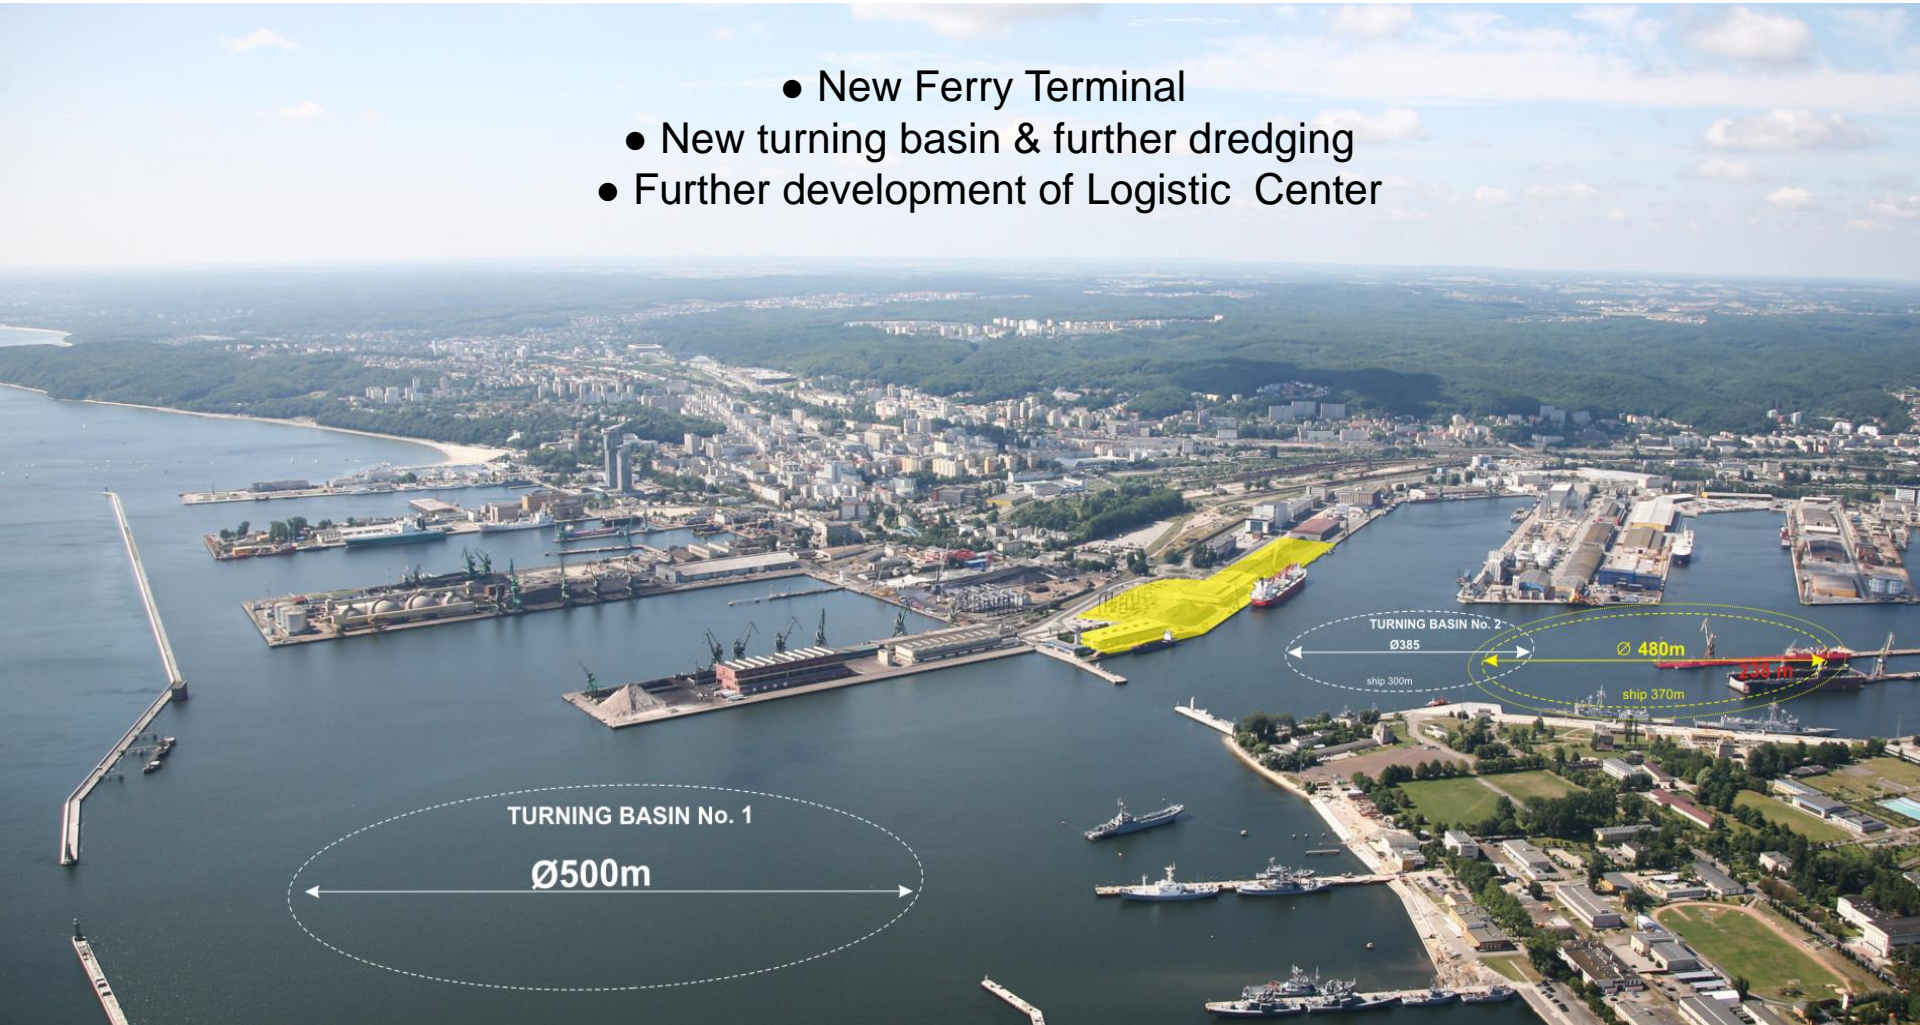 ● New Ferry Terminal
● New turning basin & further dredging
● Further development of Logistic Center
TURNING BASIN No. 2
Ø385
ship 300m
Ø 480m
238 m
ship 370m
TURNING BASIN No. 1
Ø500m